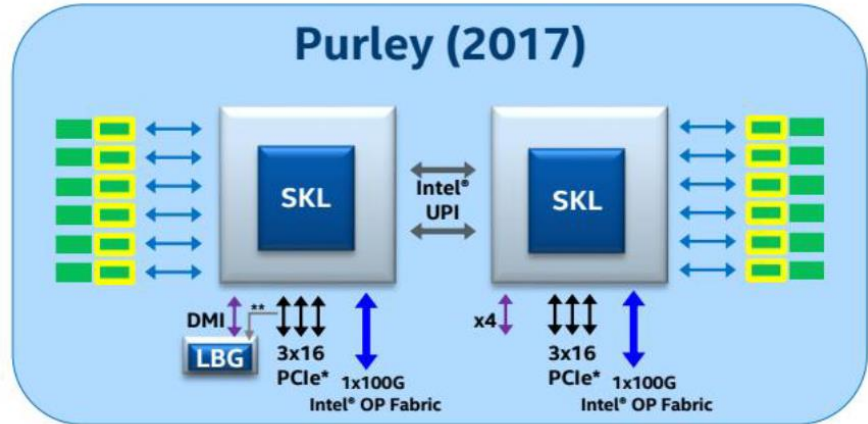 Purley (2017)
SKL
Intel®
UPI
SKL
DMI
**
LBG
3x16
PCIe*
1x100G
Intel® OP Fabric
x4
3x16
PCIe*
1x100G
Intel® OP Fabric